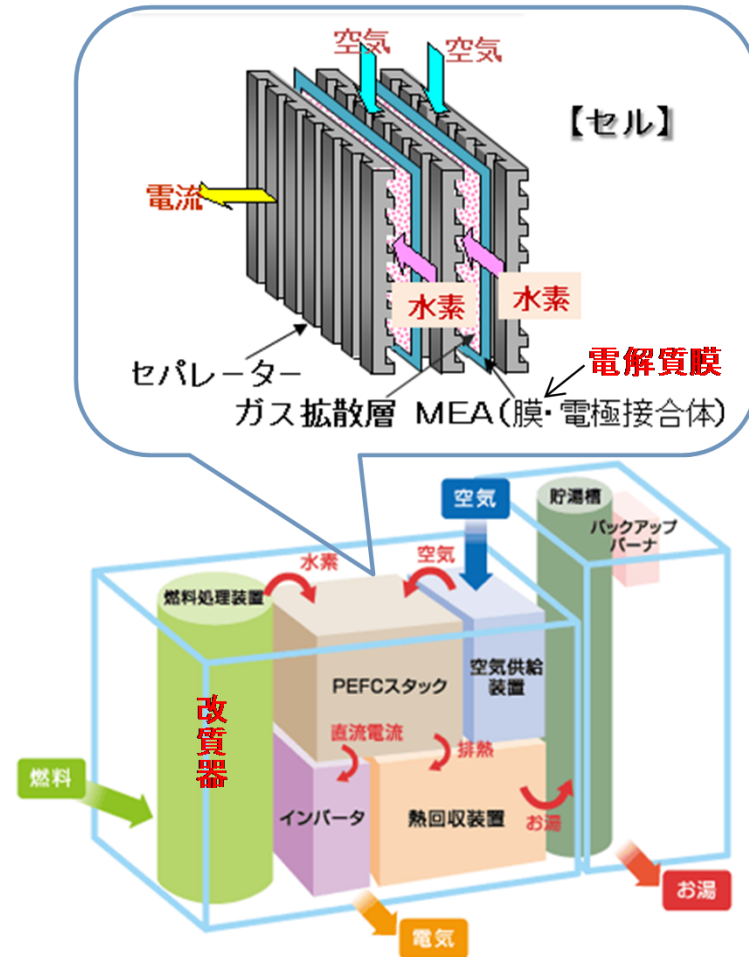 空気
空気
【セル】
電流
水素
水素
セパレーター
電解質膜
ガス拡散層 MEA(膜・電極接合体)
空気
貯湯槽
バックアップ
バーナ
水素
空気
燃料処理装置
空気供給
装置
PEFCスタック
改
質
器
直流電流
排熱
燃料
インバータ
熱回収装置
お湯
お湯
電気